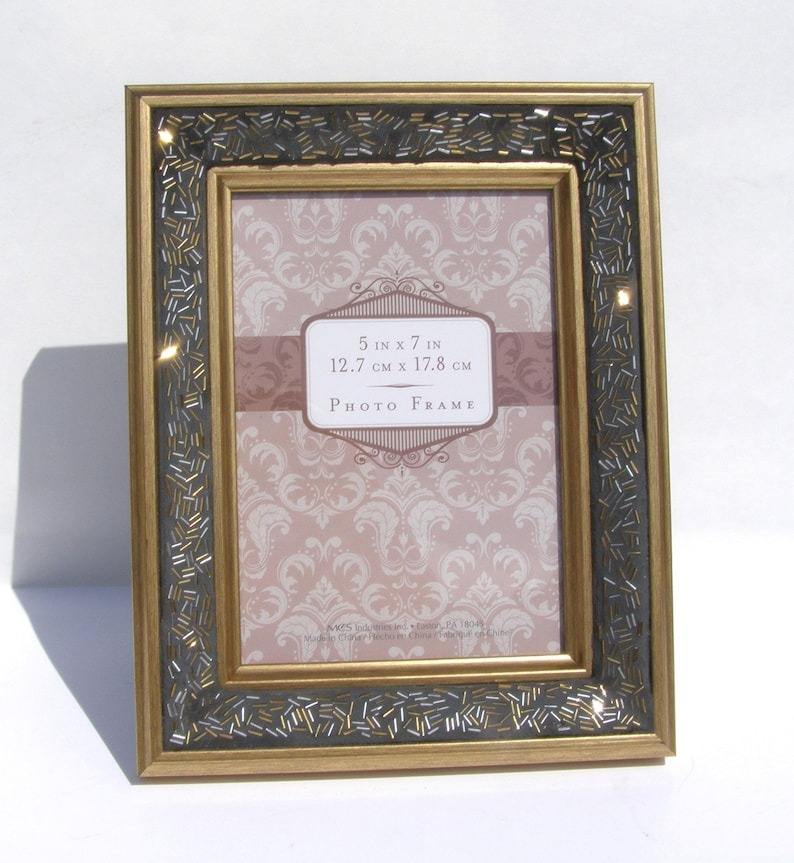 5 IN X 7 IN
12.7 CM X 17.8 CM
PHOTO FRAME
MCS Industries Inc. • Easton, PA 18045
Made in China / Hecho en China / Fabriqué en Chine